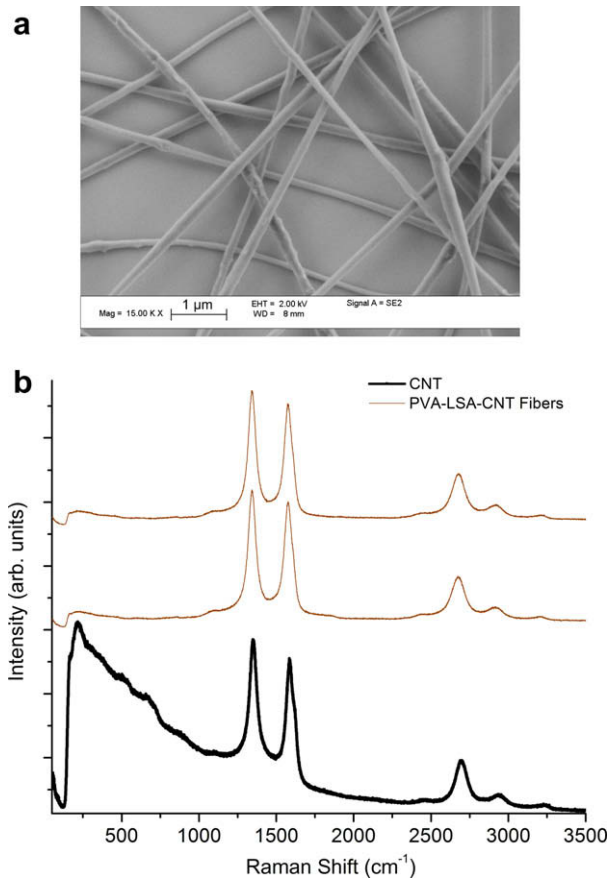 a
Mag = 15.00 K X
1 µm
EHT = 2.00 kV
Signal A = SE2
WD = 8 mm
b
CNT
PVA-LSA-CNT Fibers
Intensity (arb. units)
500 1000 1500 2000 2500 3000 3500
Raman Shift (cm⁻¹)